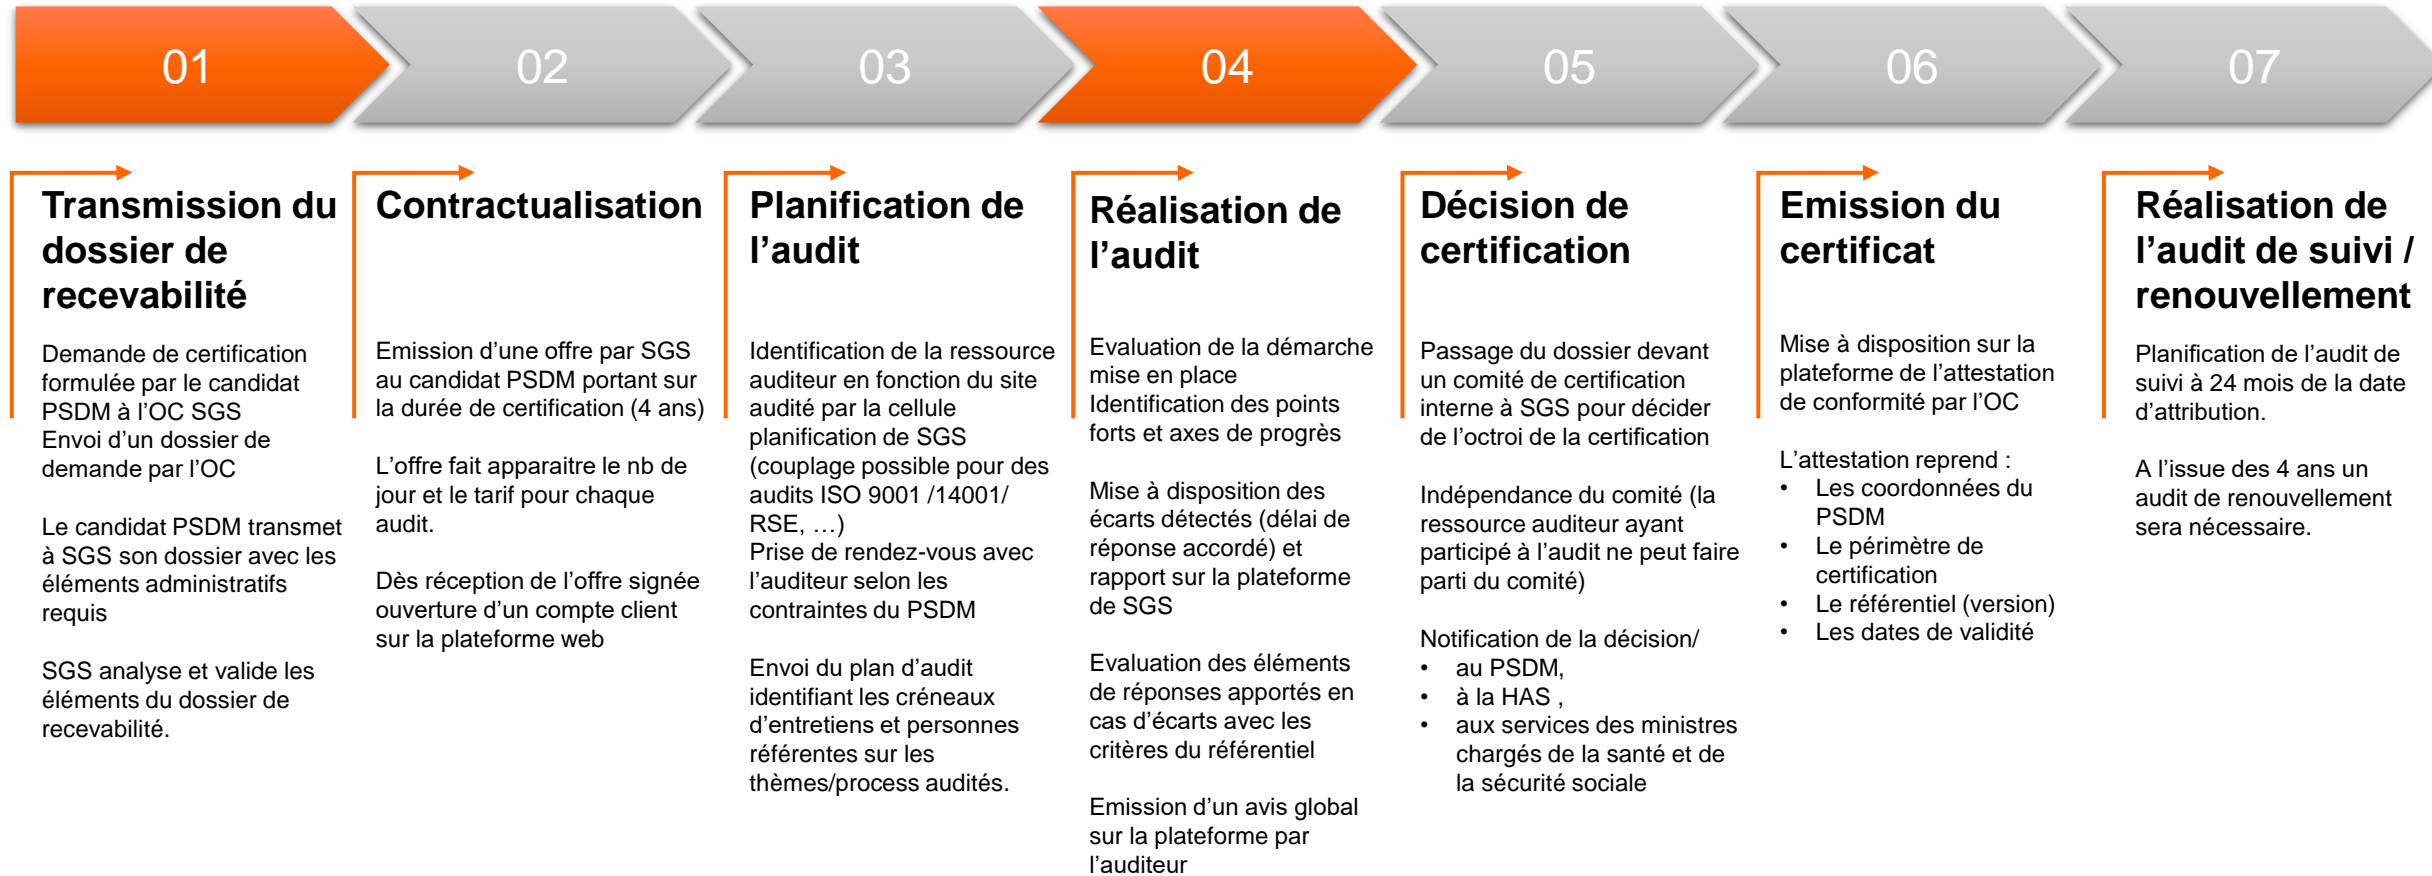 01
02
03
04
05
06
07
Transmission du
dossier de
recevabilité
Demande de certification
formulée par le candidat
PSDM à l’OC SGS
Envoi d’un dossier de
demande par l’OC
Le candidat PSDM transmet
à SGS son dossier avec les
éléments administratifs
requis
SGS analyse et valide les
éléments du dossier de
recevabilité.
Contractualisation
Emission d’une offre par SGS
au candidat PSDM portant sur
la durée de certification (4 ans)
L’offre fait apparaitre le nb de
jour et le tarif pour chaque
audit.
Dès réception de l’offre signée
ouverture d’un compte client
sur la plateforme web
Planification de
l’audit
Identification de la ressource
auditeur en fonction du site
audité par la cellule
planification de SGS
(couplage possible pour des
audits ISO 9001 /14001/
RSE, …)
Prise de rendez-vous avec
l’auditeur selon les
contraintes du PSDM
Envoi du plan d’audit
identifiant les créneaux
d’entretiens et personnes
référentes sur les
thèmes/process audités.
Réalisation de
l’audit
Evaluation de la démarche
mise en place
Identification des points
forts et axes de progrès
Mise à disposition des
écarts détectés (délai de
réponse accordé) et
rapport sur la plateforme
de SGS
Evaluation des éléments
de réponses apportés en
cas d’écarts avec les
critères du référentiel
Emission d’un avis global
sur la plateforme par
l’auditeur
Décision de
certification
Passage du dossier devant
un comité de certification
interne à SGS pour décider
de l’octroi de la certification
Indépendance du comité (la
ressource auditeur ayant
participé à l’audit ne peut faire
parti du comité)
Notification de la décision/
• au PSDM,
• à la HAS ,
• aux services des ministres
chargés de la santé et de
la sécurité sociale
Emission du
certificat
Mise à disposition sur la
plateforme de l’attestation
de conformité par l’OC
L’attestation reprend :
• Les coordonnées du
PSDM
• Le périmètre de
certification
• Le référentiel (version)
• Les dates de validité
Réalisation de
l’audit de suivi /
renouvellement
Planification de l’audit de
suivi à 24 mois de la date
d’attribution.
A l’issue des 4 ans un
audit de renouvellement
sera nécessaire.